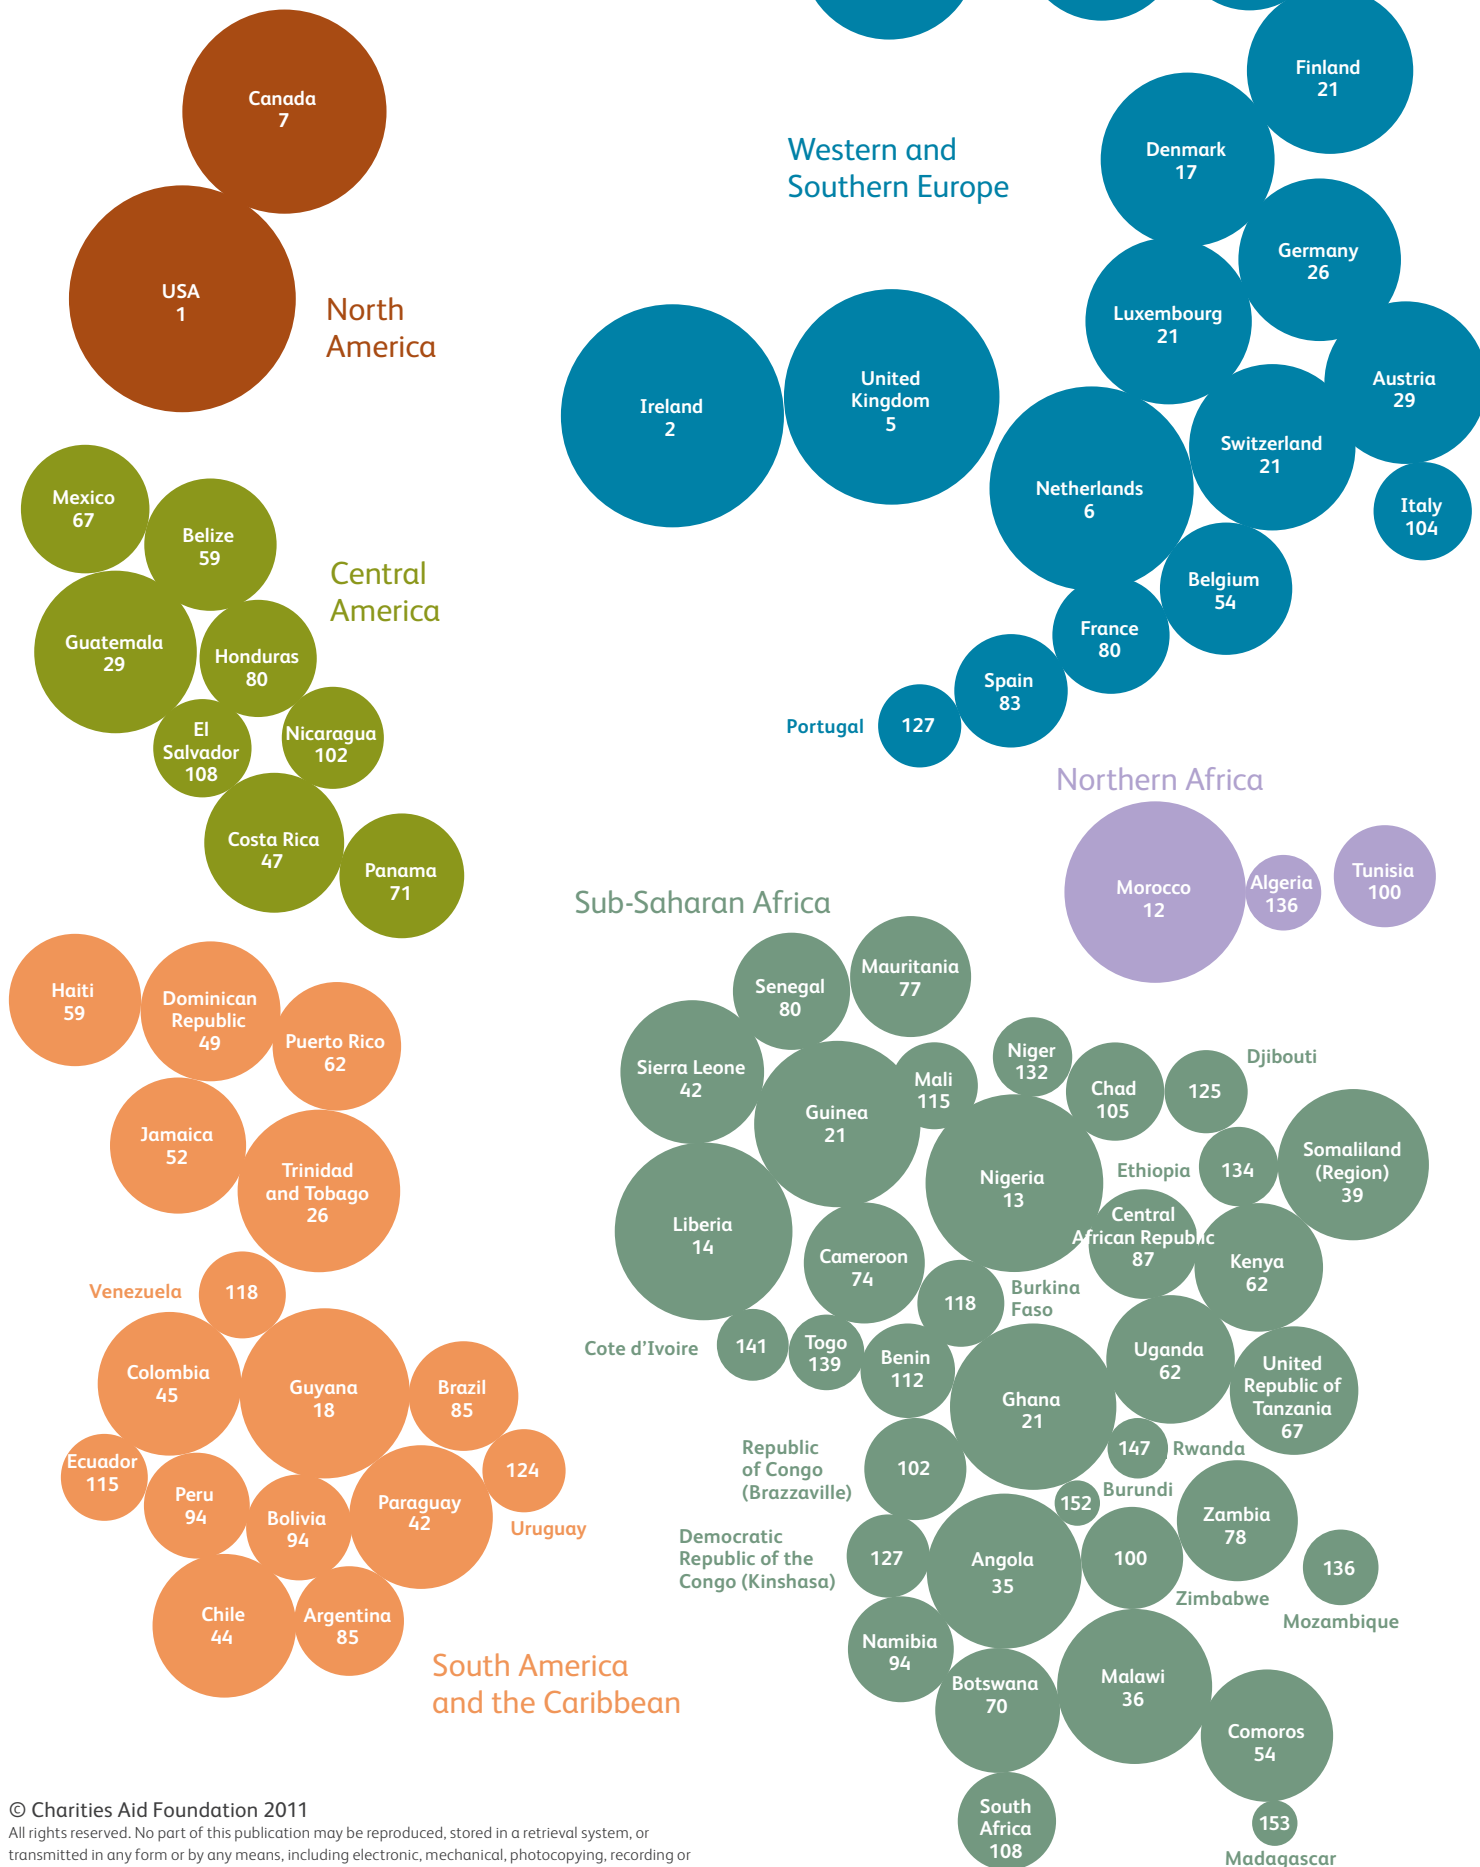 Canada
7
USA
1
North
America
Finland
21
Denmark
17
Western and
Southern Europe
Germany
26
Luxembourg
21
Austria
29
United
Kingdom
5
Ireland
2
Switzerland
21
Netherlands
6
Italy
104
Belgium
54
France
80
Spain
83
Portugal
127
Mexico
67
Belize
59
Central
America
Guatemala
29
Honduras
80
El
Salvador
108
Nicaragua
102
Costa Rica
47
Panama
71
Northern Africa
Morocco
12
Algeria
136
Tunisia
100
Haiti
59
Dominican
Republic
49
Puerto Rico
62
Jamaica
52
Trinidad
and Tobago
26
Venezuela
118
Colombia
45
Guyana
18
Brazil
85
Ecuador
115
Peru
94
Bolivia
94
Paraguay
42
124
Uruguay
Chile
44
Argentina
85
South America
and the Caribbean
Sub-Saharan Africa
Senegal
80
Mauritania
77
Sierra Leone
42
Guinea
21
Mali
115
Niger
132
Chad
105
Djibouti
125
Ethiopia
134
Somaliland
(Region)
39
Nigeria
13
Liberia
14
Cameroon
74
Central
African Republic
87
Kenya
62
118
Burkina
Faso
Cote d'Ivoire
141
Togo
139
Benin
112
Ghana
21
Uganda
62
United
Republic of
Tanzania
67
147
Rwanda
Republic
of Congo
(Brazzaville)
102
152
Burundi
Zambia
78
Democratic
Republic of the
Congo (Kinshasa)
127
Angola
35
100
Zimbabwe
136
Mozambique
Namibia
94
Botswana
70
Malawi
36
Comoros
54
South
Africa
108
153
Madagascar
© Charities Aid Foundation 2011
All rights reserved. No part of this publication may be reproduced, stored in a retrieval system, or
transmitted in any form or by any means, including electronic, mechanical, photocopying, recording or